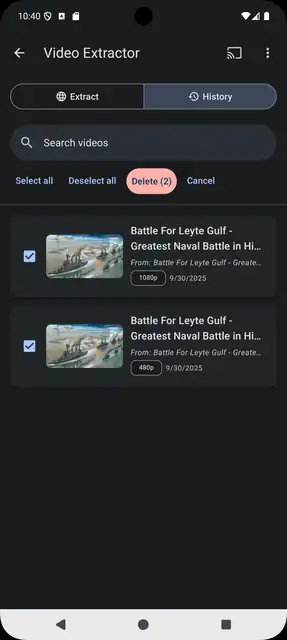 10:40
Video Extractor
Extract
History
Search videos
Select all
Deselect all
Delete (2)
Cancel
Battle For Leyte Gulf -
Greatest Naval Battle in Hi...
From: Battle For Leyte Gulf - Greate...
1080p 9/30/2025
Battle For Leyte Gulf -
Greatest Naval Battle in Hi...
From: Battle For Leyte Gulf - Greate...
480p 9/30/2025